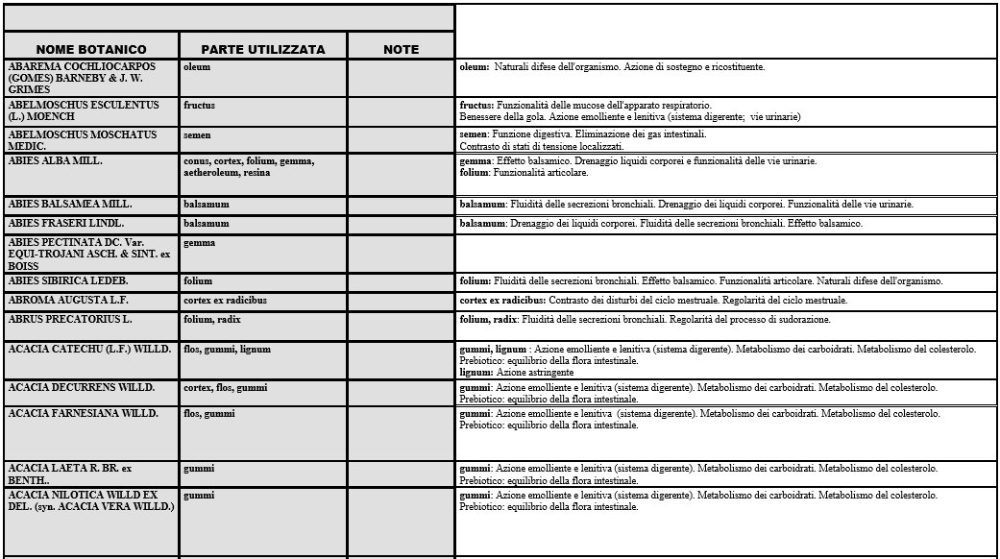 NOME BOTANICO PARTE UTILIZZATA NOTE
ABAREMA COCHLIOCARPOS
(GOMES) BARNEBY & J. W.
GRIMES
oleum
oleum: Naturali difese dell'organismo. Azione di sostegno e ricostituente.
ABELMOSCHUS ESCULENTUS
(L.) MOENCH
fructus
fructus: Funzionalità delle mucose dell'apparato respiratorio.
Benessere della gola. Azione emolliente e lenitiva (sistema digerente; vie urinarie)
ABELMOSCHUS MOSCHATUS
MEDIC.
semen
semen: Funzione digestiva. Eliminazione dei gas intestinali.
Contrasto di stati di tensione localizzati.
ABIES ALBA MILL.
conus, cortex, folium, gemma,
aetheroleum, resina
gemma: Effetto balsamico. Drenaggio liquidi corporei e funzionalità delle vie urinarie.
folium: Funzionalità articolare.
ABIES BALSAMEA MILL.
balsamum
balsamum: Fluidità delle secrezioni bronchiali. Drenaggio dei liquidi corporei. Funzionalità delle vie urinarie.
ABIES FRASERI LINDL.
balsamum
balsamum: Drenaggio dei liquidi corporei. Fluidità delle secrezioni bronchiali. Effetto balsamico.
ABIES PECTINATA DC. Var.
EQUI-TROJANI ASCH. & SINT. ex
BOISS
gemma
ABIES SIBIRICA LEDEB.
folium
folium: Fluidità delle secrezioni bronchiali. Effetto balsamico. Funzionalità articolare. Naturali difese dell'organismo.
ABROMA AUGUSTA L.F.
cortex ex radicibus
cortex ex radicibus: Contrasto dei disturbi del ciclo mestruale. Regolarità del ciclo mestruale.
ABRUS PRECATORIUS L.
folium, radix
folium, radix: Fluidità delle secrezioni bronchiali. Regolarità del processo di sudorazione.
ACACIA CATECHU (L.F.) WILLD.
flos, gummi, lignum
gummi, lignum : Azione emolliente e lenitiva (sistema digerente). Metabolismo dei carboidrati. Metabolismo del colesterolo.
Prebiotico: equilibrio della flora intestinale.
lignum: Azione astringente
ACACIA DECURRENS WILLD.
cortex, flos, gummi
gummi: Azione emolliente e lenitiva (sistema digerente). Metabolismo dei carboidrati. Metabolismo del colesterolo.
Prebiotico: equilibrio della flora intestinale.
ACACIA FARNESIANA WILLD.
flos, gummi
gummi: Azione emolliente e lenitiva (sistema digerente). Metabolismo dei carboidrati. Metabolismo del colesterolo.
Prebiotico: equilibrio della flora intestinale.
ACACIA LAETA R. BR. ex
BENTH..
gummi
gummi: Azione emolliente e lenitiva (sistema digerente). Metabolismo dei carboidrati. Metabolismo del colesterolo.
Prebiotico: equilibrio della flora intestinale.
ACACIA NILOTICA WILLD EX
DEL. (syn. ACACIA VERA WILLD.)
gummi
gummi: Azione emolliente e lenitiva (sistema digerente). Metabolismo dei carboidrati. Metabolismo del colesterolo.
Prebiotico: equilibrio della flora intestinale.